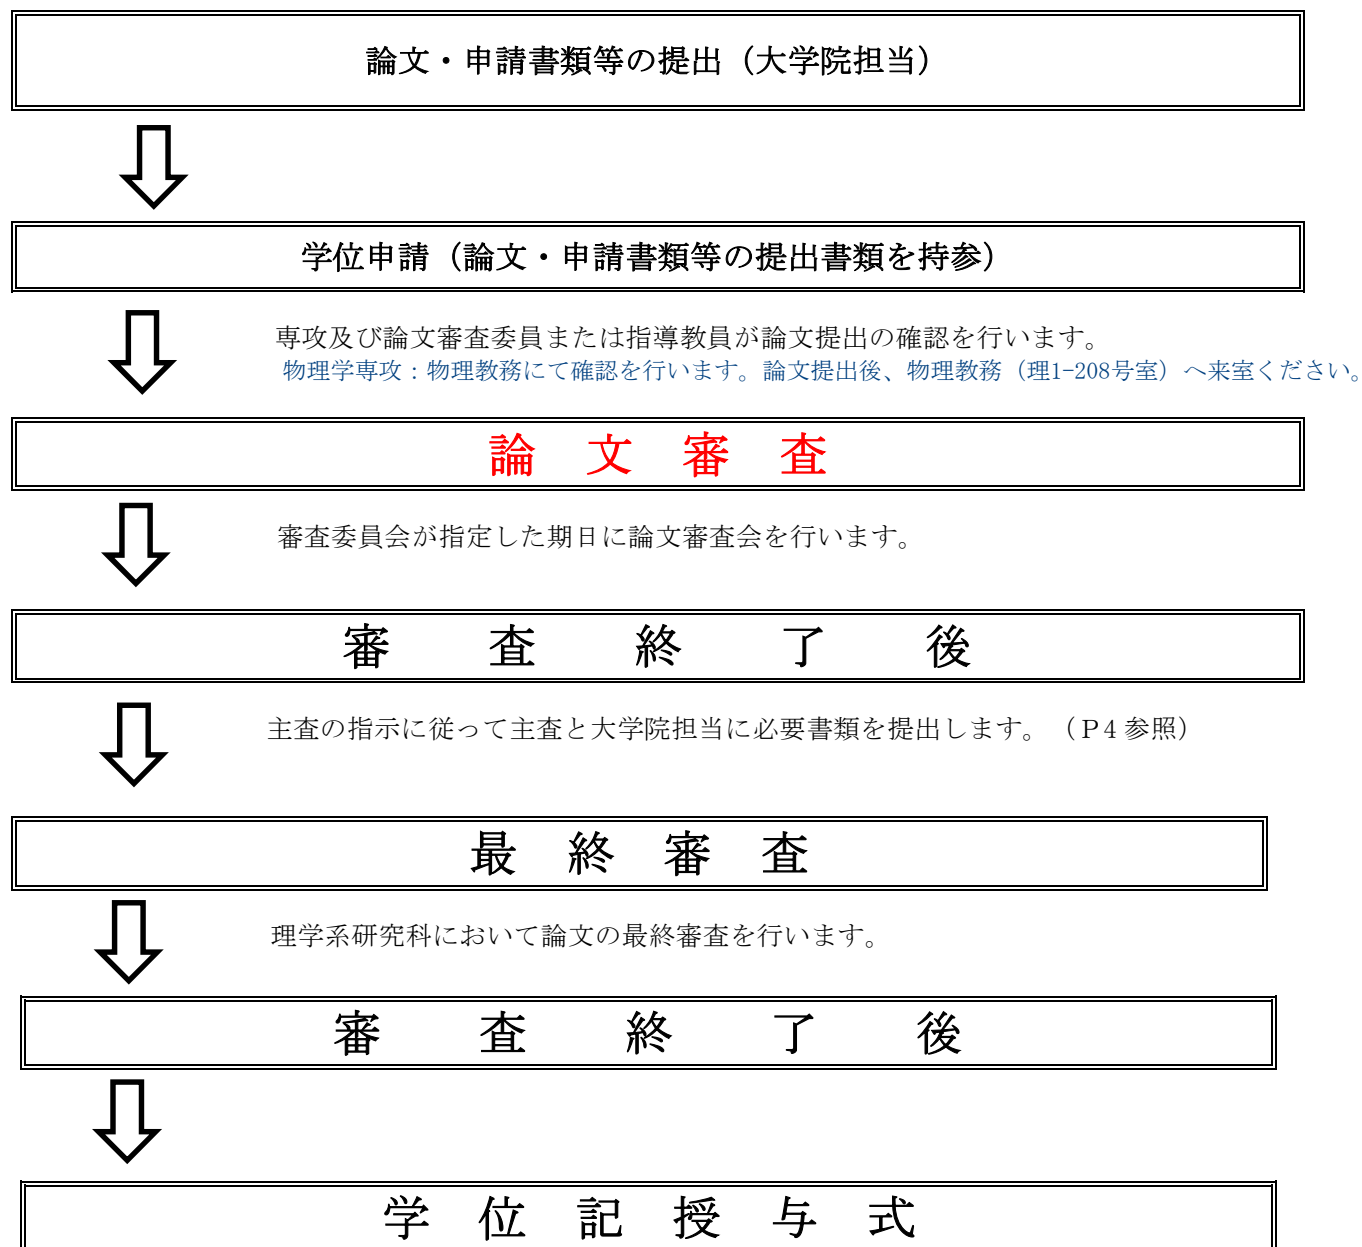 論文・申請書類等の提出（大学院担当）
学位申請（論文・申請書類等の提出書類を持参）
専攻及び論文審査委員または指導教員が論文提出の確認を行います。
物理学専攻：物理教務にて確認を行います。論文提出後、物理教務（理1-208号室）へ来室ください。
論　文　審　査
審査委員会が指定した期日に論文審査会を行います。
審　査　終　了　後
主査の指示に従って主査と大学院担当に必要書類を提出します。（Ｐ4 参照）
最　終　審　査
理学系研究科において論文の最終審査を行います。
審　査　終　了　後
学　位　記　授　与　式